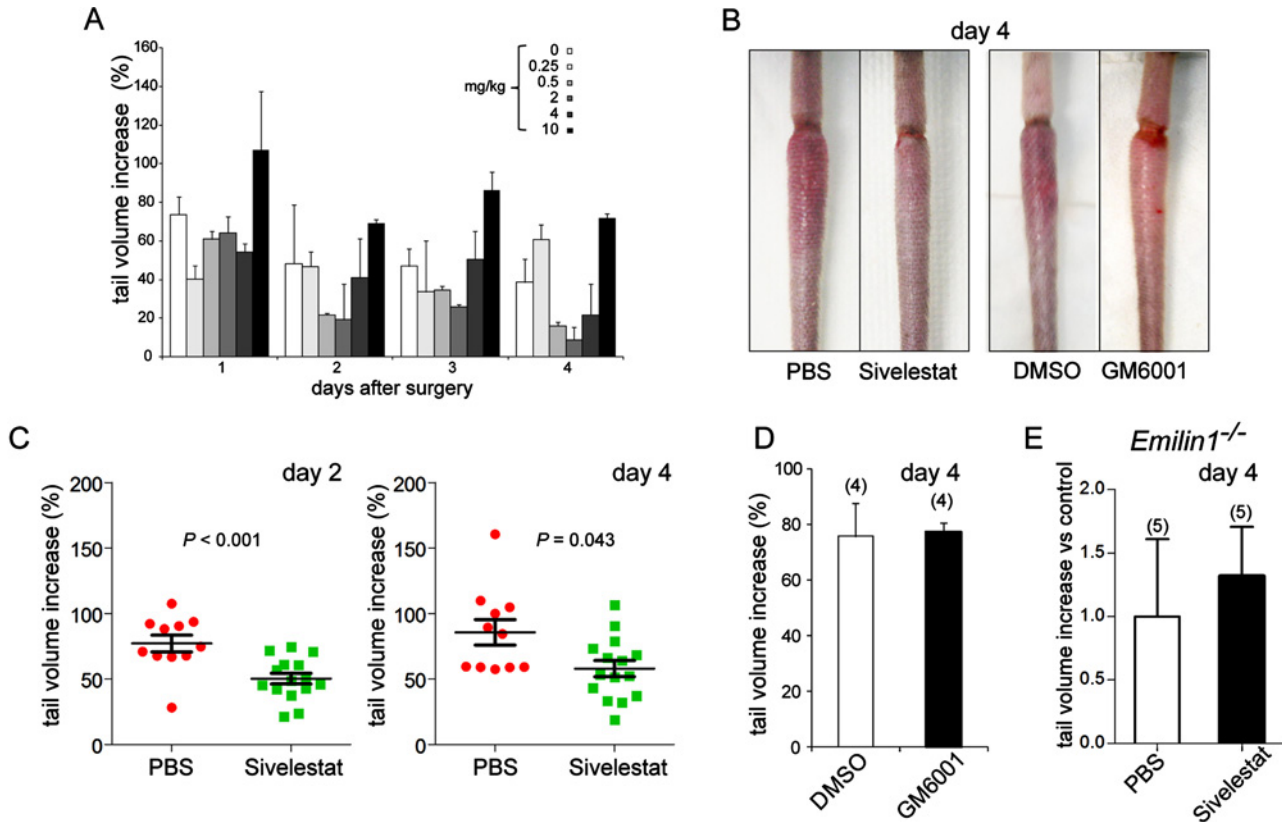 A
tail volume increase (%)
160
140
120
100
80
60
40
20
0
mg/kg
0
0.25
0.5
2
4
10
1
2
3
4
days after surgery
B
day 4
PBS
Sivelestat
DMSO
GM6001
C
tail volume increase (%)
200
150
100
50
0
day 2
P < 0.001
PBS
Sivelestat
tail volume increase (%)
200
150
100
50
0
day 4
P = 0.043
PBS
Sivelestat
D
tail volume increase (%)
100
80
60
40
20
0
day 4
(4)
(4)
DMSO
GM6001
E
Emilin1-/-
day 4
tail volume increase vs control
2.0
1.5
1.0
0.5
0.0
(5)
(5)
PBS
Sivelestat